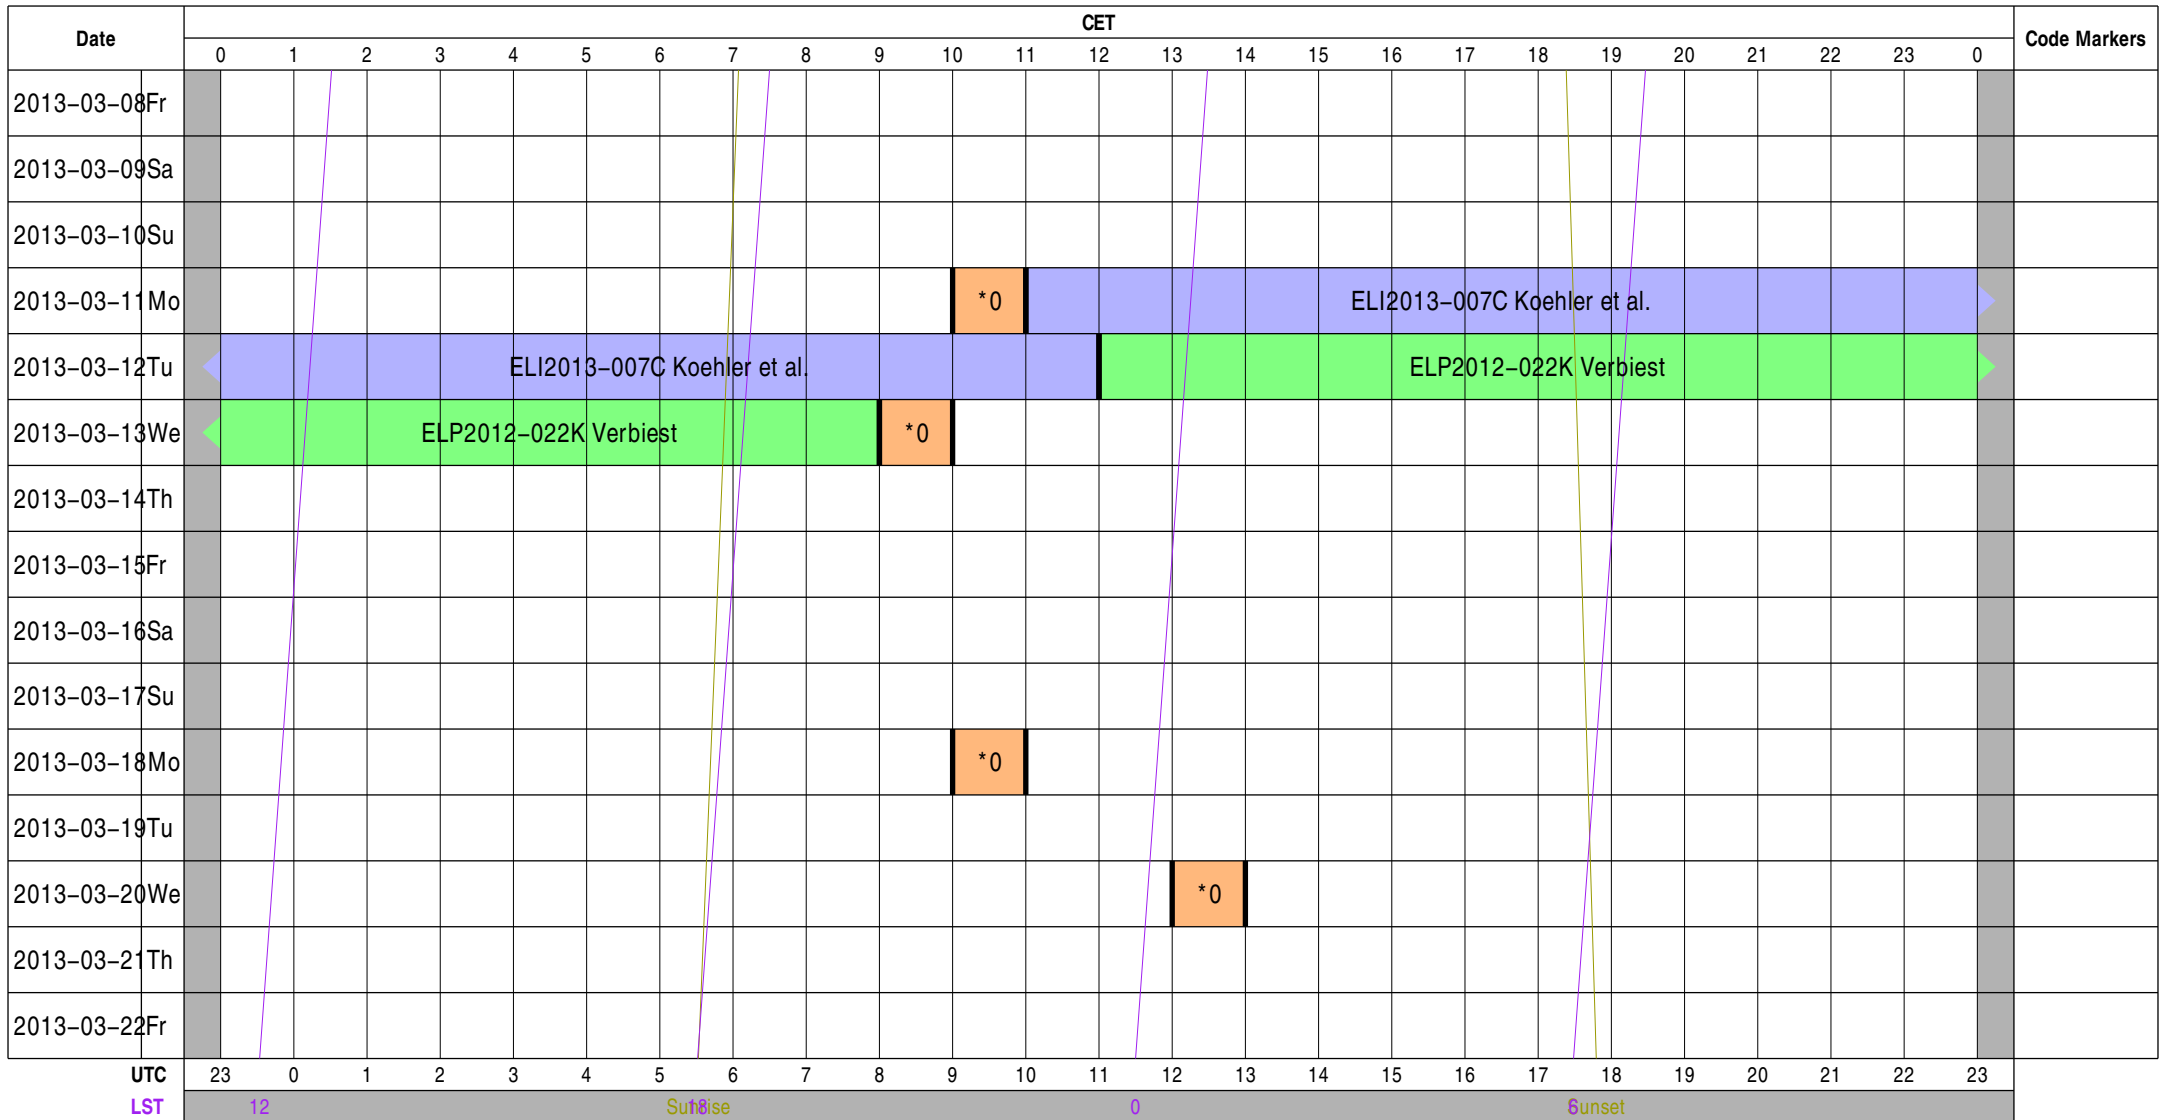 CET
Date
Code Markers
0 1 2 3 4 5 6 7 8 9 10 11 12 13 14 15 16 17 18 19 20 21 22 23 0
2013-03-08Fr
2013-03-09Sa
2013-03-10Su
2013-03-11Mo *0 ELI2013-007C Koehler et al.
2013-03-12Tu ELI2013-007C Koehler et al. ELP2012-022K Verbiest
2013-03-13We ELP2012-022K Verbiest *0
2013-03-14Th
2013-03-15Fr
2013-03-16Sa
2013-03-17Su
2013-03-18Mo *0
2013-03-19Tu
2013-03-20We *0
2013-03-21Th
2013-03-22Fr
UTC 23 0 1 2 3 4 5 6 7 8 9 10 11 12 13 14 15 16 17 18 19 20 21 22 23
LST 12 Sunrise 18 0 6 Sunset